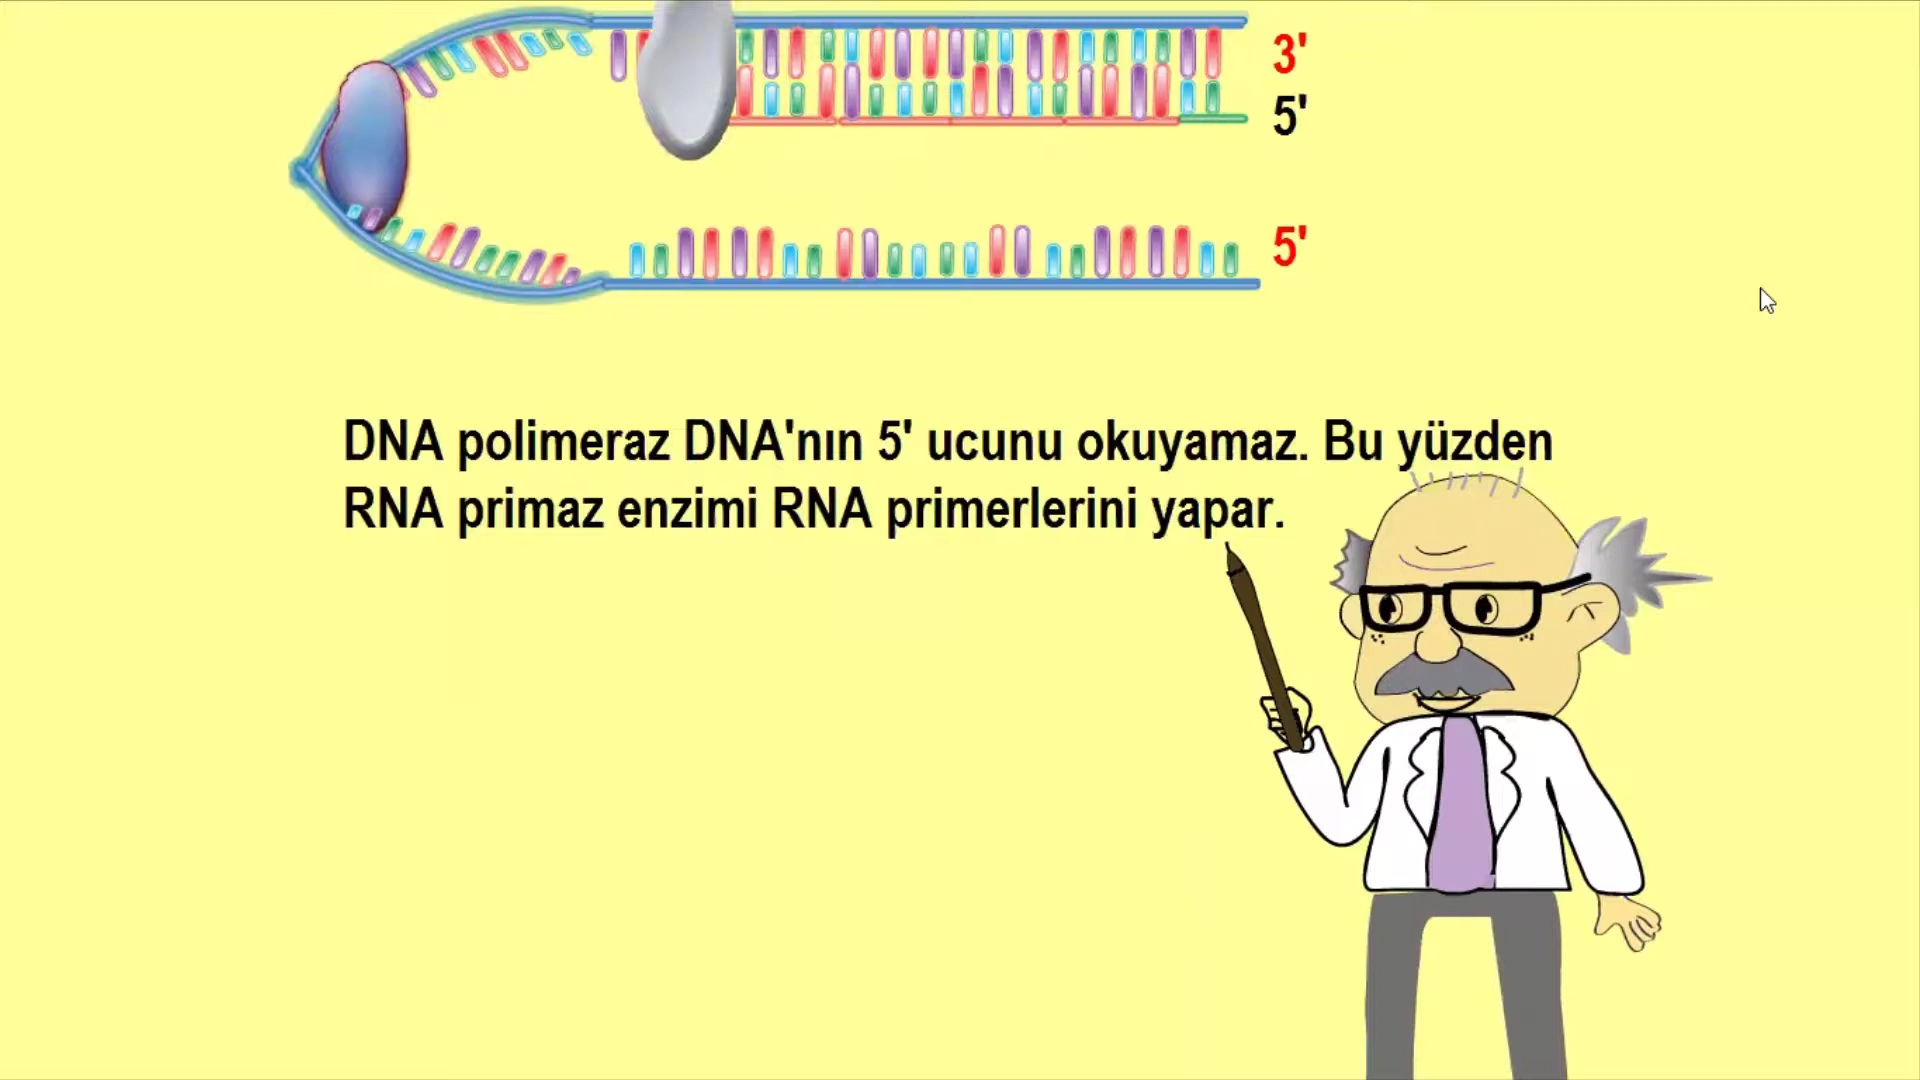 3'
5'
5'
DNA polimeraz DNA'nın 5' ucunu okuyamaz. Bu yüzden
RNA primaz enzimi RNA primerlerini yapar.